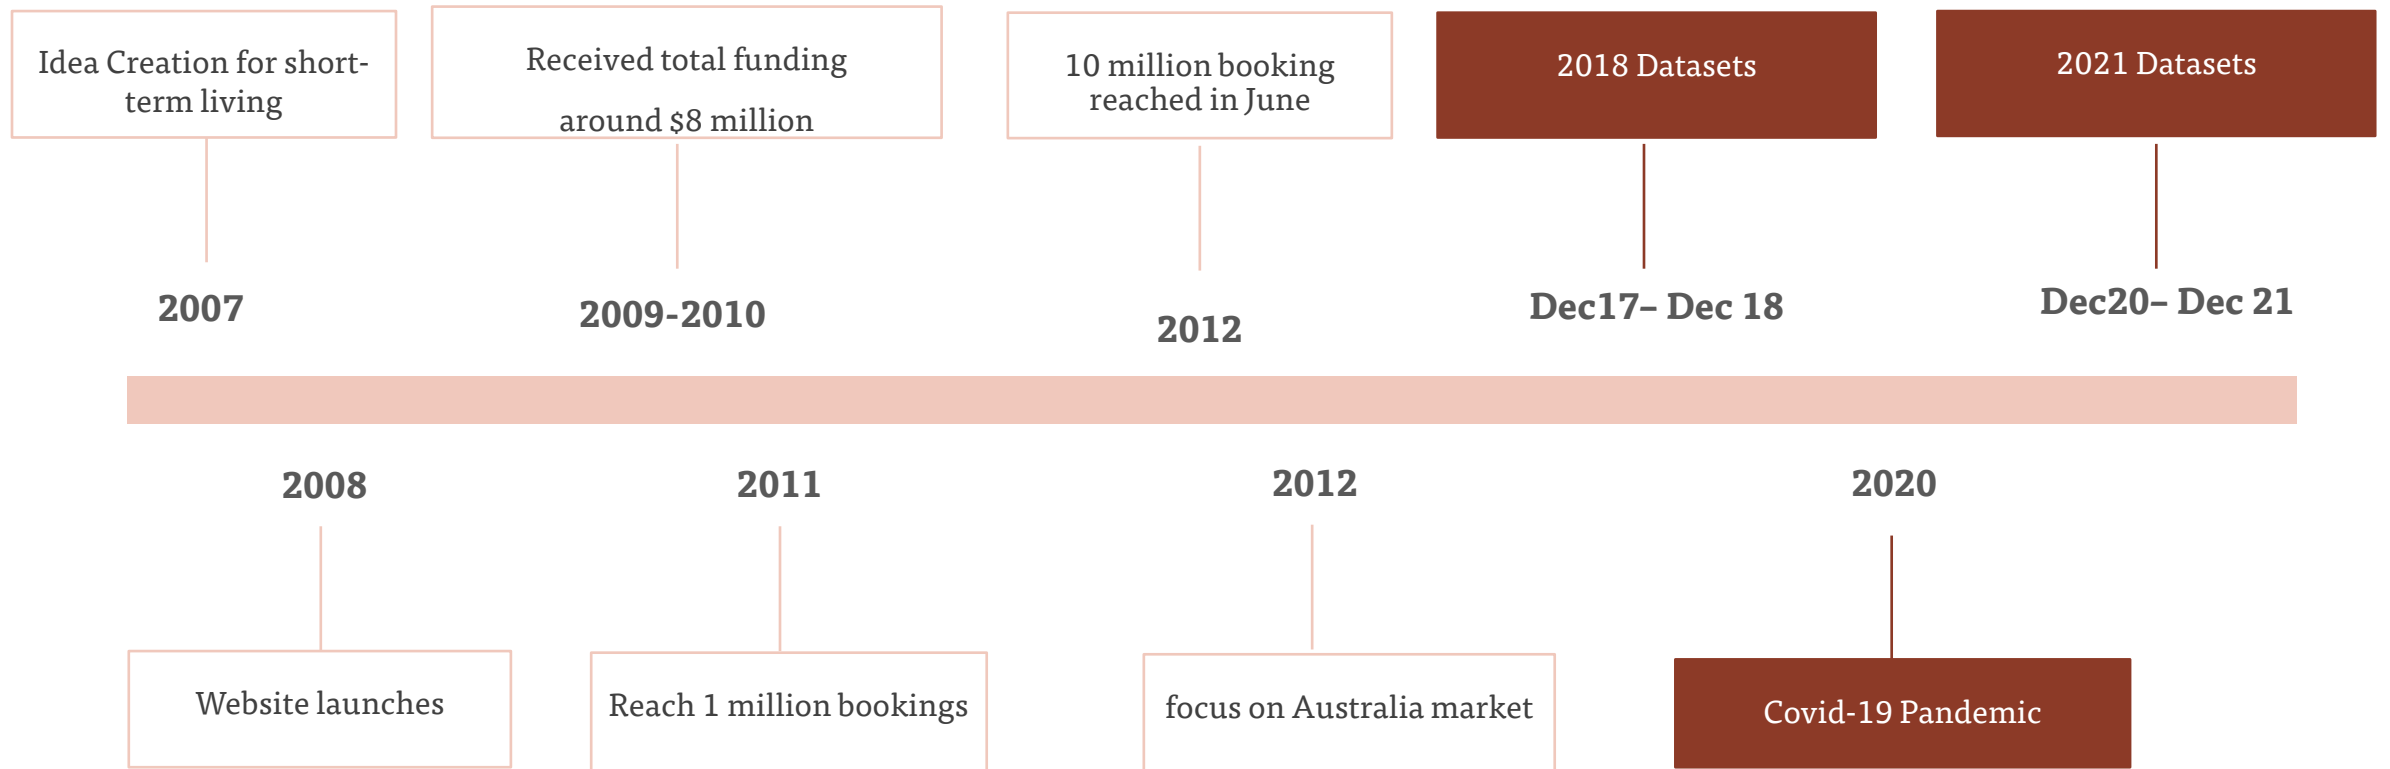 Idea Creation for short-
term living
Received total funding
around $8 million
10 million booking
reached in June
2018 Datasets
2021 Datasets
2007
2009-2010
2012
Dec17– Dec 18
Dec20– Dec 21
2008
2011
2012
2020
Website launches
Reach 1 million bookings
focus on Australia market
Covid-19 Pandemic